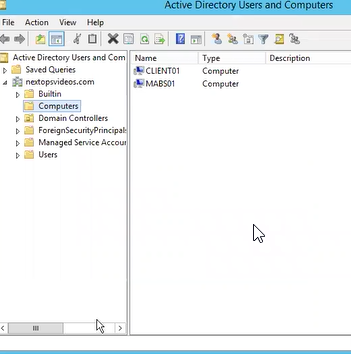 Active Directory Users and Computers
File Action View Help
Active Directory Users and Com
Saved Queries
nextopsvideos.com
Builtin
Computers
Domain Controllers
ForeignSecurityPrincipals
Managed Service Accour
Users
Name Type Description
CLIENT01 Computer
MABS01 Computer